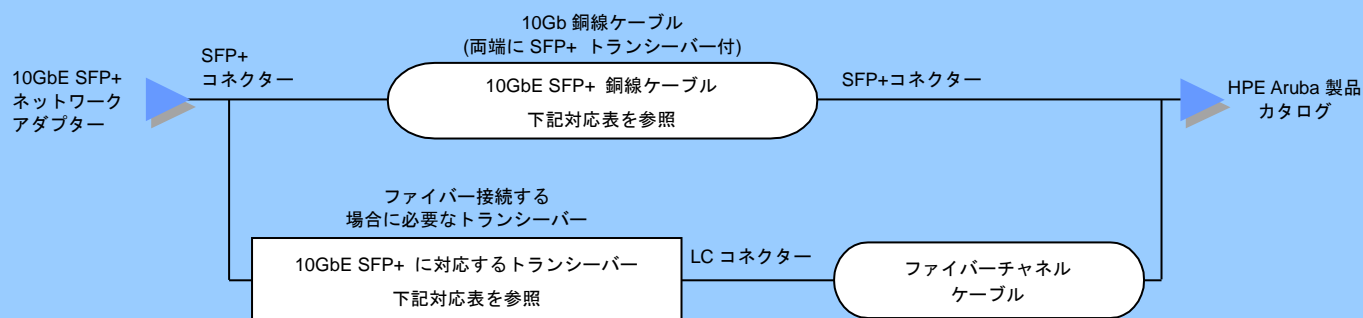 10Gb 銅線ケーブル
(両端に SFP+ トランシーバー付)
10GbE SFP+
ネットワーク
アダプター
SFP+
コネクター
10GbE SFP+ 銅線ケーブル
下記対応表を参照
SFP+コネクター
HPE Aruba 製品
カタログ
ファイバー接続する
場合に必要なトランシーバー
10GbE SFP+ に対応するトランシーバー
下記対応表を参照
LC コネクター
ファイバーチャネル
ケーブル